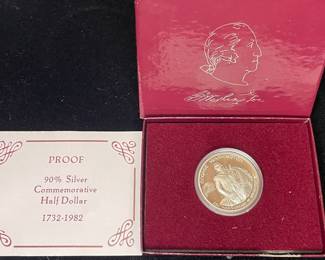 PROOF
90% Silver
Commemorative
Half Dollar
1732-1982